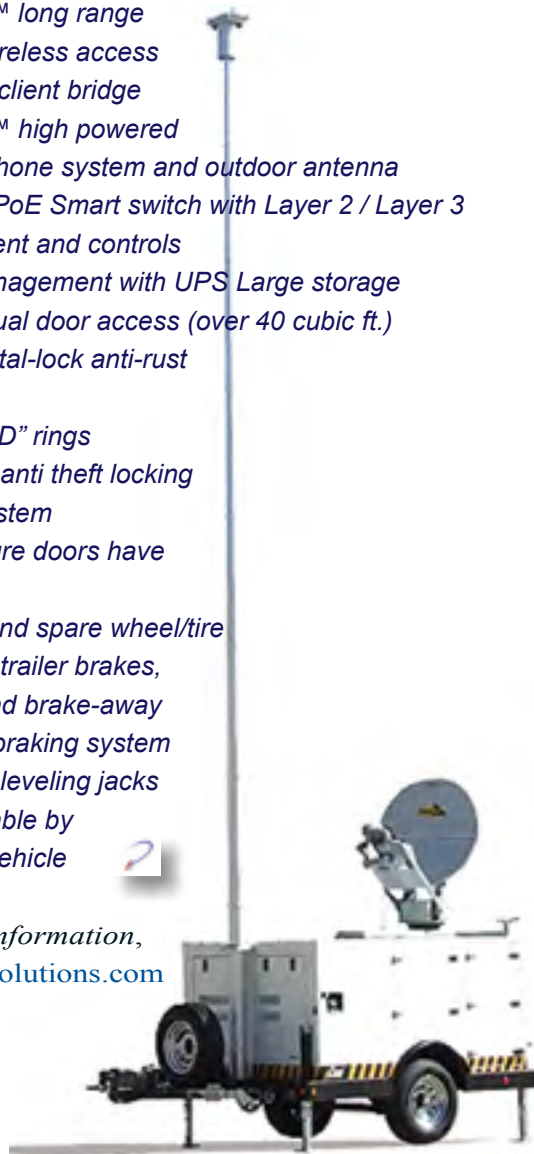 ™ long range
reless access
client bridge
™ high powered
hone system and outdoor antenna
PoE Smart switch with Layer 2 / Layer 3
ent and controls
nagement with UPS Large storage
ual door access (over 40 cubic ft.)
tal-lock anti-rust
D” rings
anti theft locking
stem
ure doors have
nd spare wheel/tire
trailer brakes,
nd brake-away
braking system
leveling jacks
able by
ehicle
nformation,
olutions.com